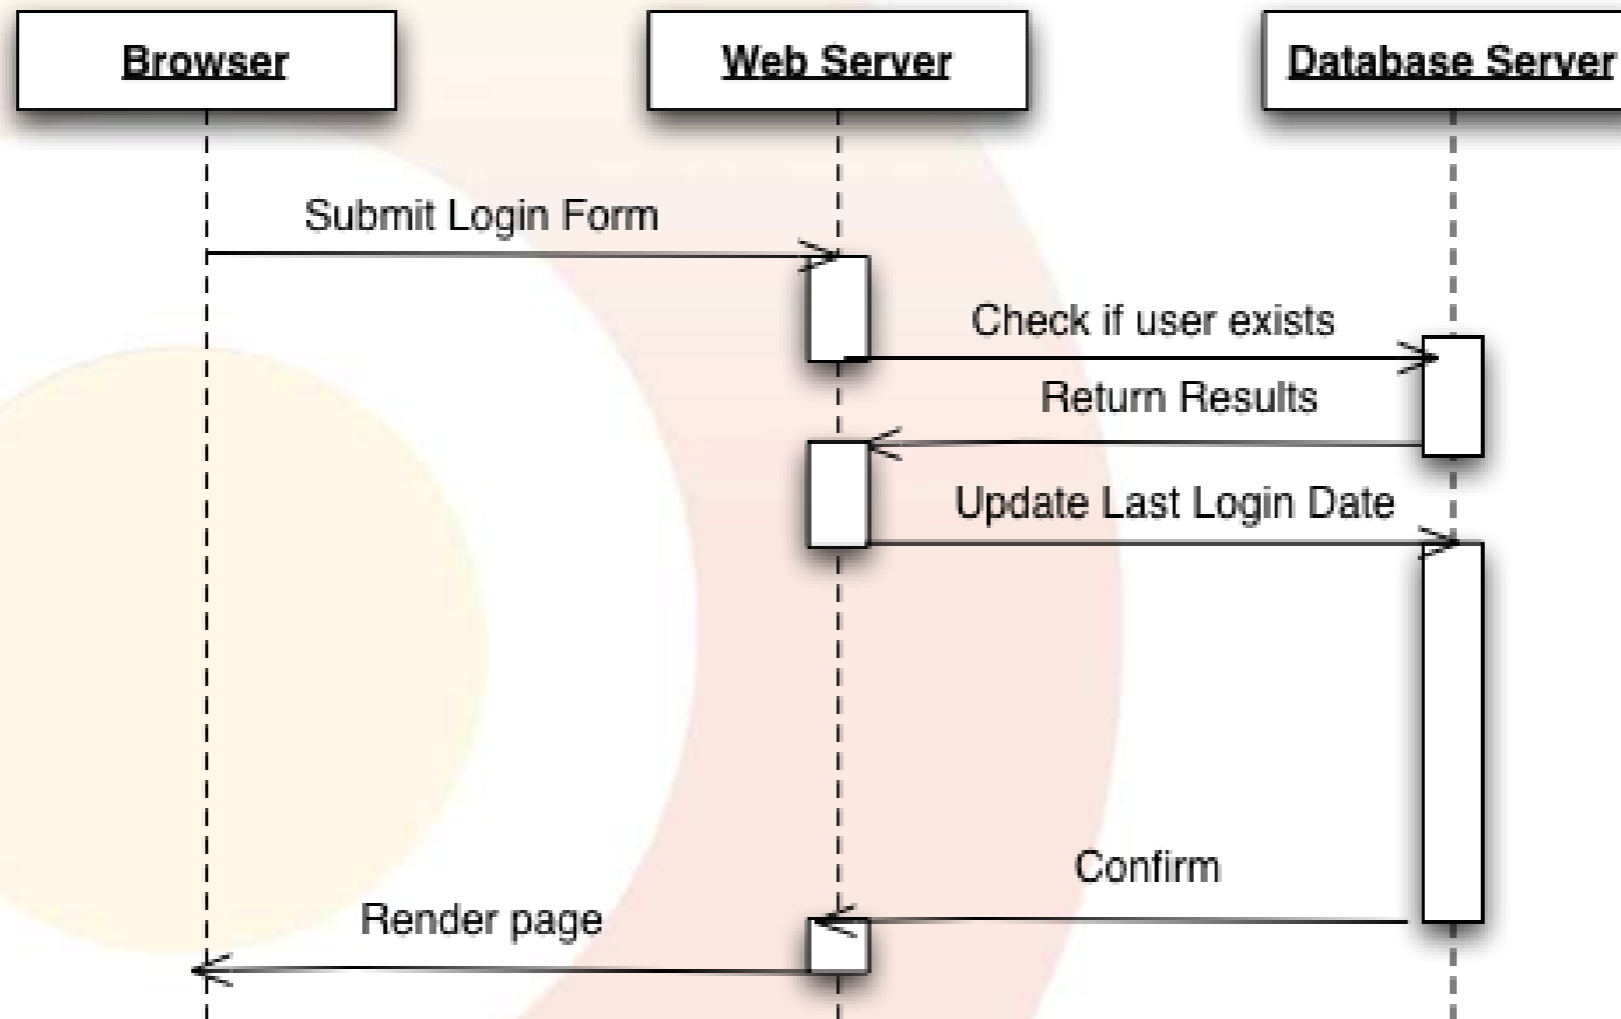 Browser
Web Server
Database Server
Submit Login Form
Check if user exists
Return Results
Update Last Login Date
Confirm
Render page